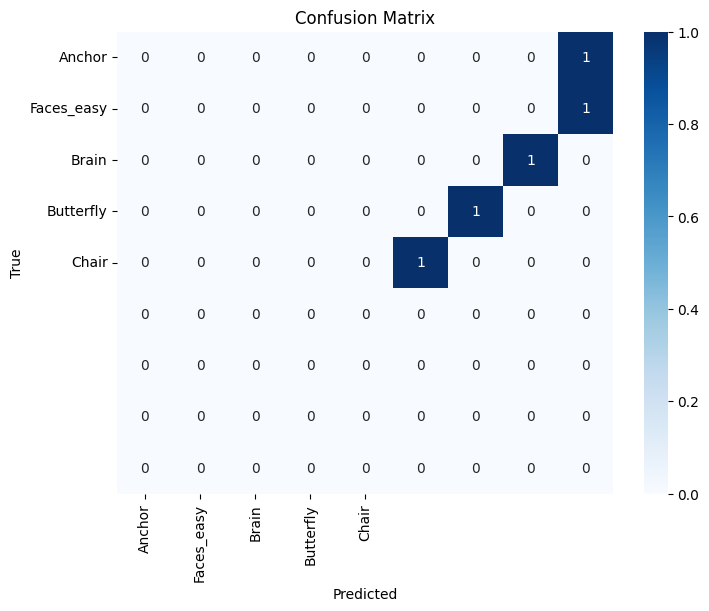 Confusion Matrix
Anchor 0 0 0 0 0 0 0 0 1
Faces_easy 0 0 0 0 0 0 0 0 1
Brain 0 0 0 0 0 0 0 1 0
Butterfly 0 0 0 0 0 0 1 0 0
Chair 0 0 0 0 0 1 0 0 0
0 0 0 0 0 0 0 0 0
0 0 0 0 0 0 0 0 0
0 0 0 0 0 0 0 0 0
0 0 0 0 0 0 0 0 0
True
Anchor Faces_easy Brain Butterfly Chair
Predicted
1.0
0.8
0.6
0.4
0.2
0.0